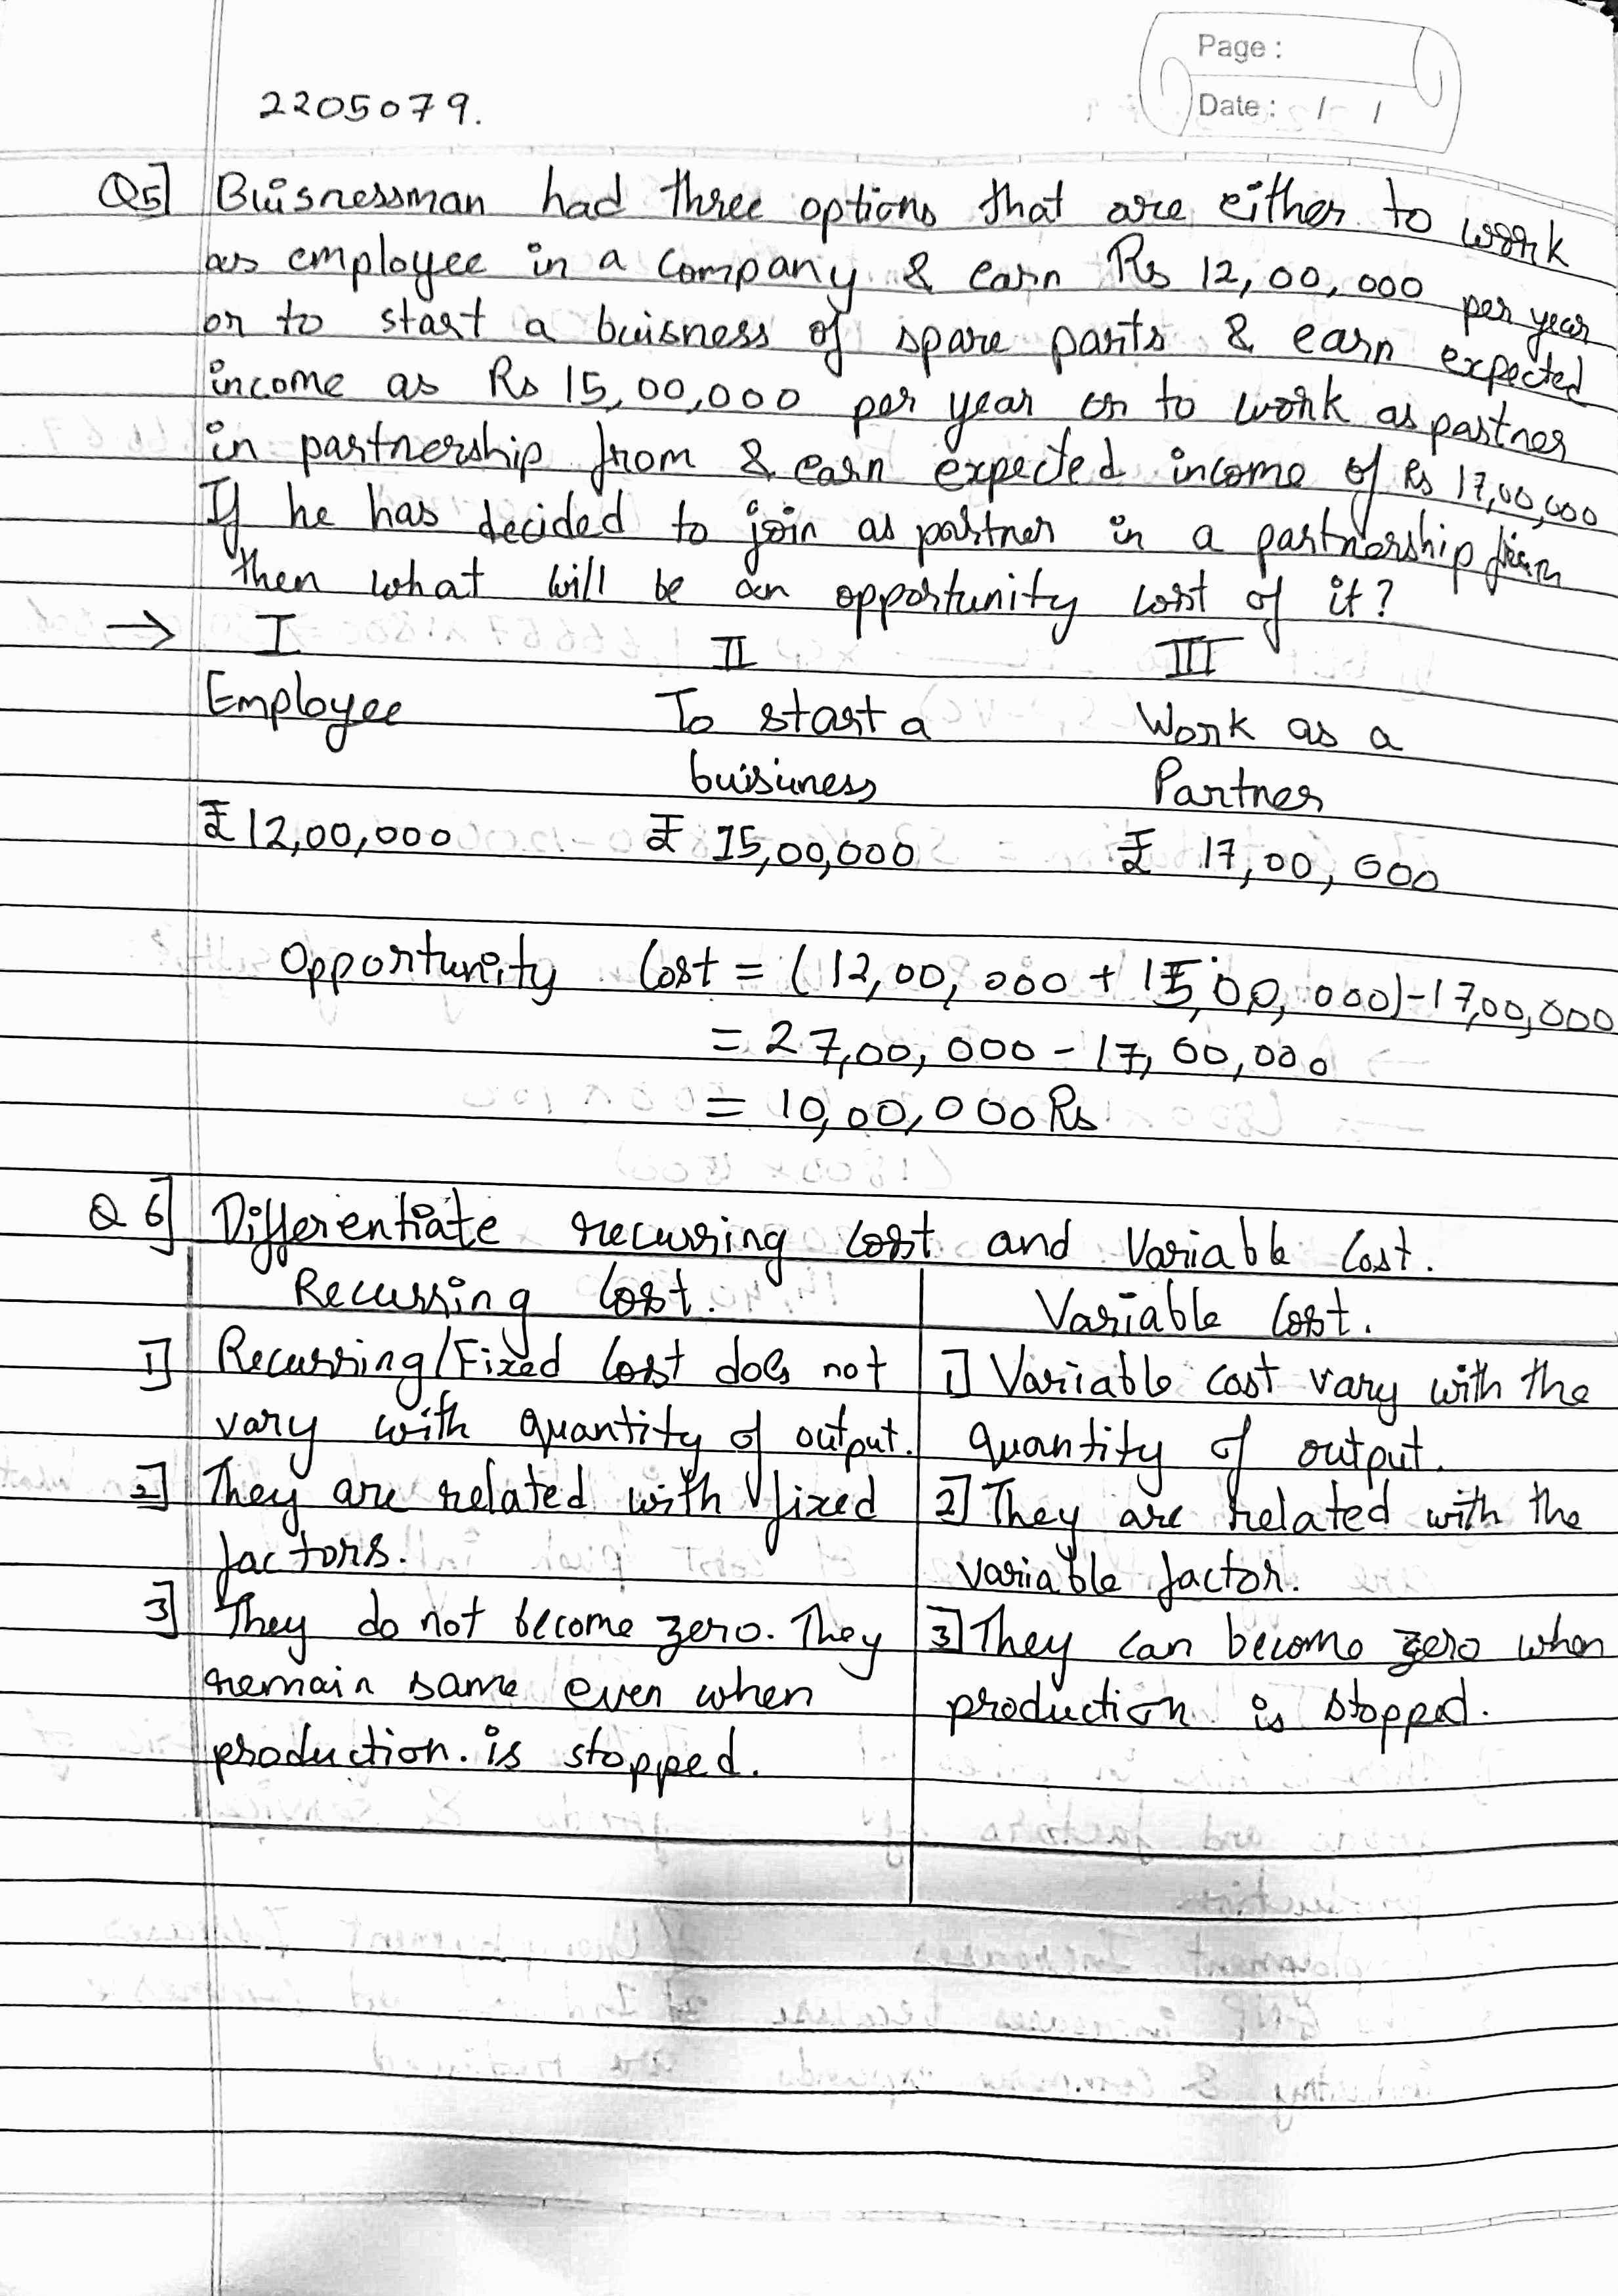 Page :
Date : / /
2205079.
Q5] Buisnessman had three options that are either to work
as employee in a company & earn Rs 12,00,000 per year
or to start a buisness of spare parts & earn expected
income as Rs 15,00,000 per year or to work as partner
in partnership from & earn expected income of Rs 17,00,000
If he has decided to join as partner in a partnership firm
then what will be an opportunity cost of it?
→ I II III
Employee To start a Work as a
buisiness Partner
₹ 12,00,000 ₹ 15,00,000 ₹ 17,00,000
Opportunity Cost = (12,00,000 + 15,00,000)-17,00,000
= 27,00,000 - 17,00,000
= 10,00,000 Rs
Q 6] Differentiate recurring cost and Variable Cost.
Recurring Cost. Variable Cost.
1] Recurring/Fixed Cost does not 1] Variable cost vary with the
vary with quantity of output. quantity of output.
2] They are related with fixed 2] They are related with the
factors. variable factor.
3] They do not become zero. They 3] They can become zero when
remain same even when production is stopped.
production. is stopped.